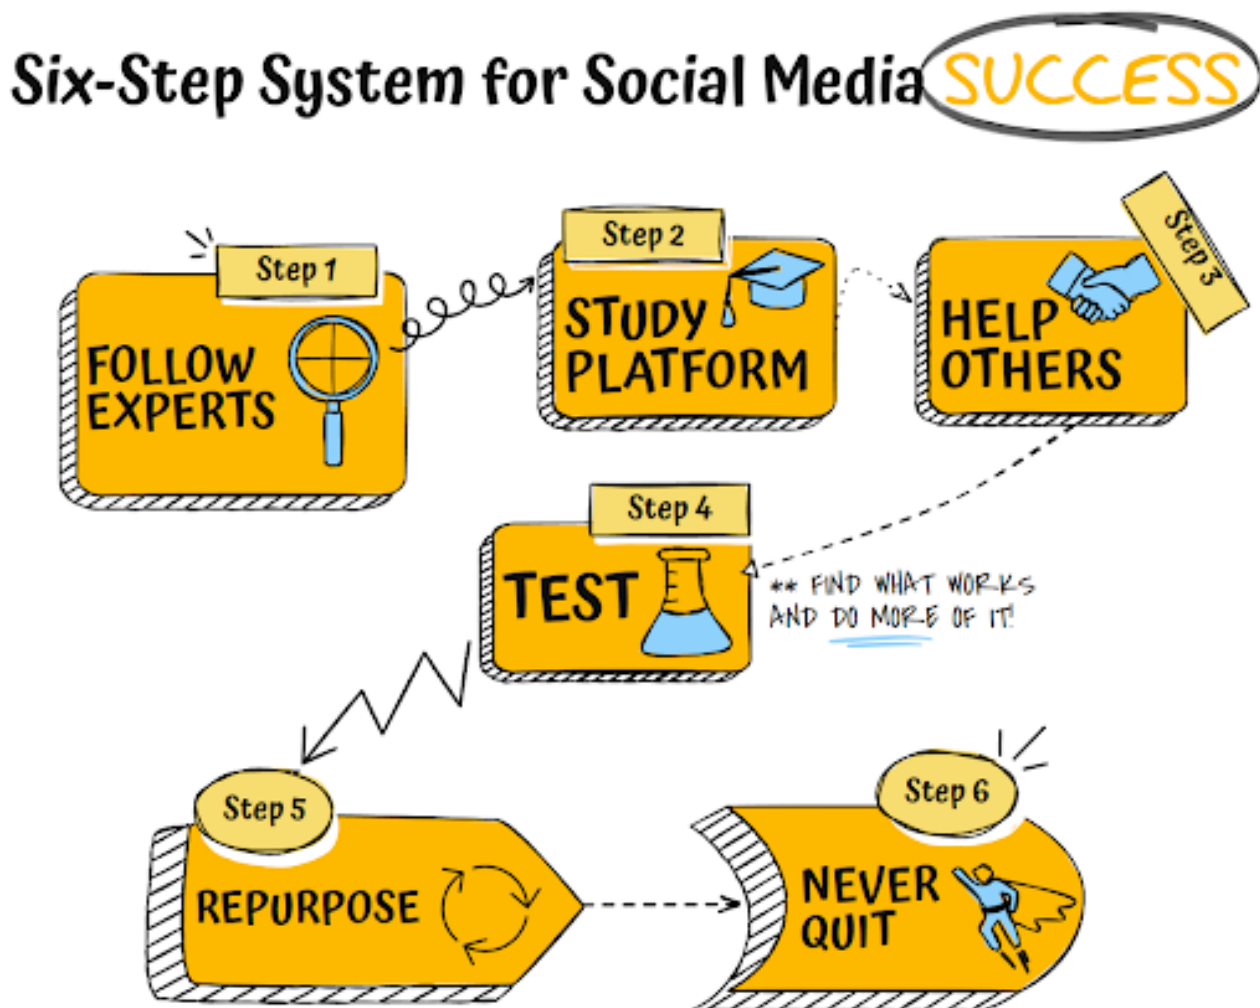 Six-Step System for Social Media SUCCESS
Step 1
FOLLOW
EXPERTS
Step 2
STUDY
PLATFORM
Step 3
HELP
OTHERS
Step 4
TEST
** FIND WHAT WORKS
AND DO MORE OF IT!
Step 5
REPURPOSE
Step 6
NEVER
QUIT